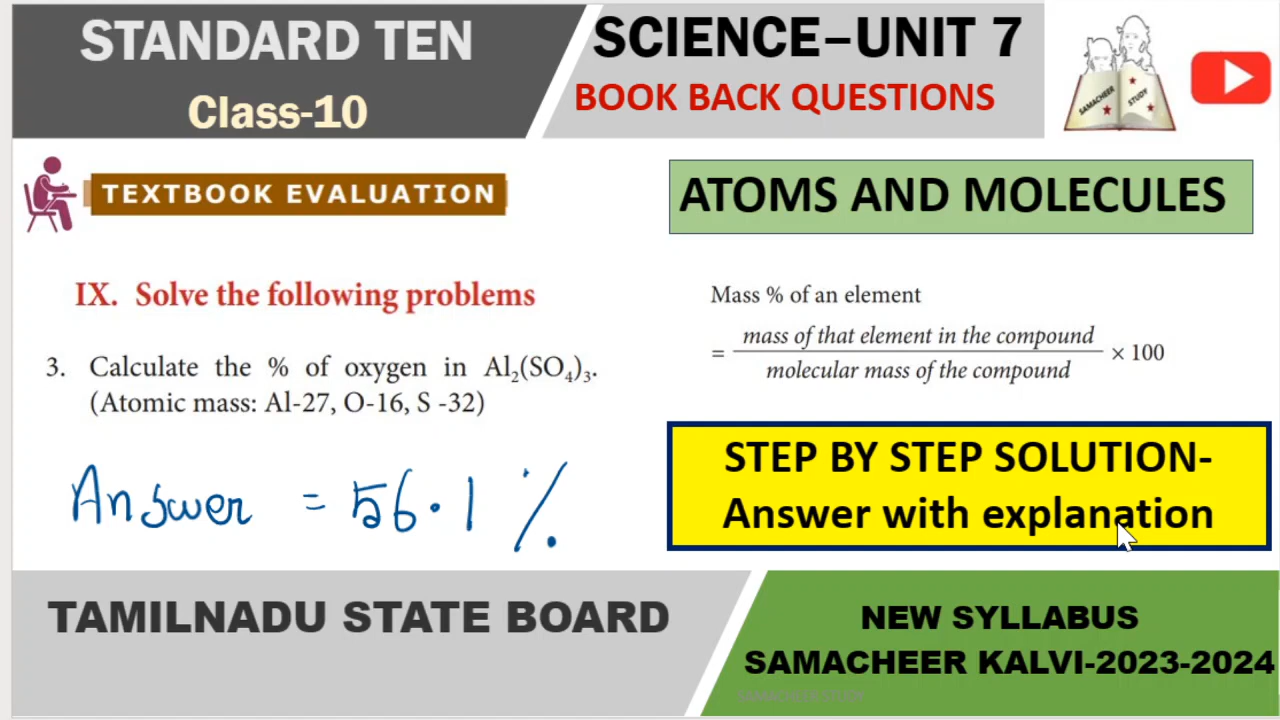 STANDARD TEN
Class-10
SCIENCE–UNIT 7
BOOK BACK QUESTIONS
SAMACHEER STUDY
TEXTBOOK EVALUATION
ATOMS AND MOLECULES
IX. Solve the following problems
3. Calculate the % of oxygen in Al₂(SO₄)₃.
(Atomic mass: Al-27, O-16, S -32)
Answer = 56.1 %
Mass % of an element
= mass of that element in the compound / molecular mass of the compound × 100
STEP BY STEP SOLUTION-
Answer with explanation
TAMILNADU STATE BOARD
NEW SYLLABUS
SAMACHEER KALVI-2023-2024